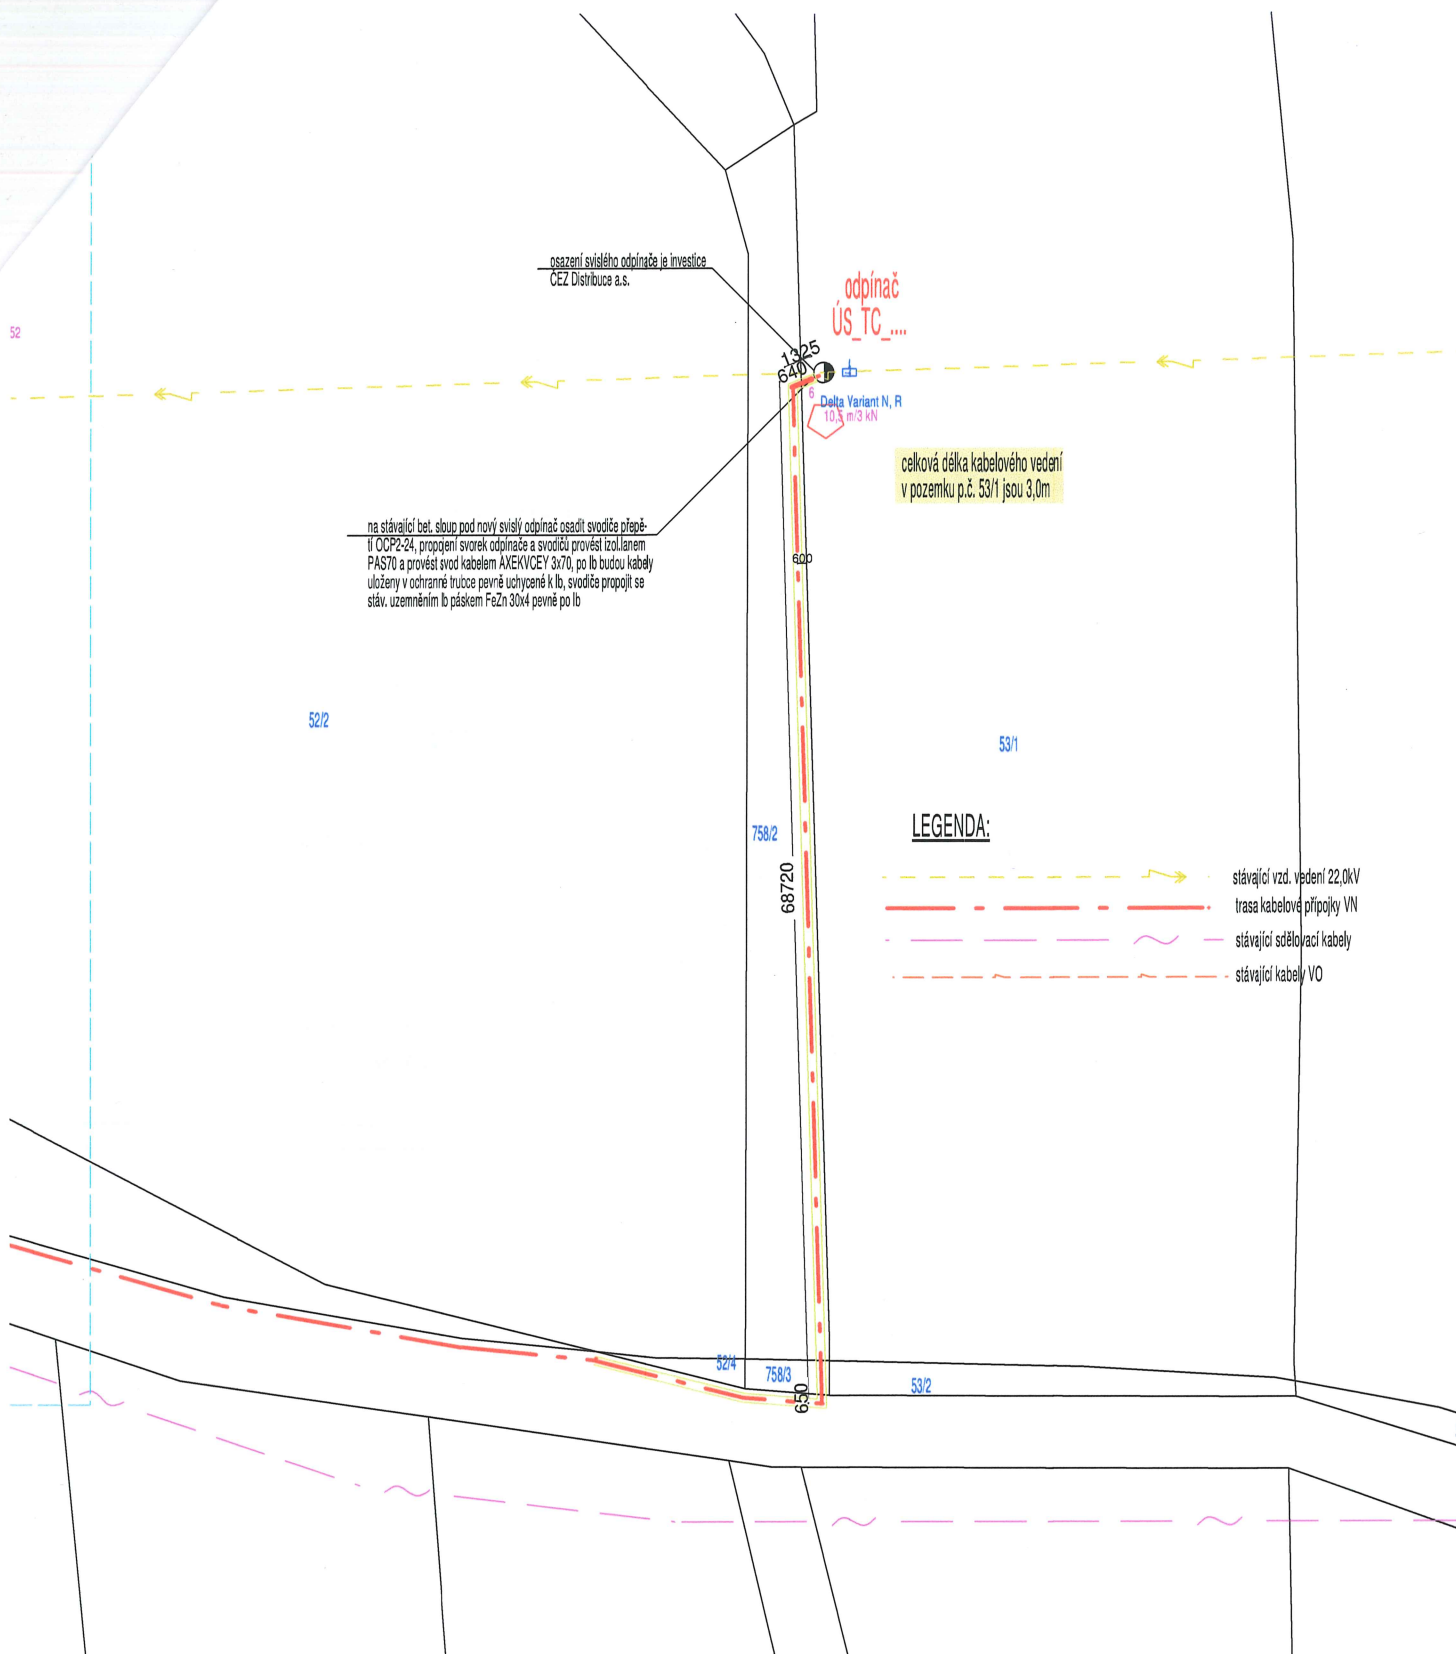 osazení svislého odpínače je investice
ČEZ Distribuce a.s.
odpínač
ÚS_TC_....
52
1325
640
6
Delta Variant N, R
10,5 m/3 kN
celková délka kabelového vedení
v pozemku p.č. 53/1 jsou 3,0m
na stávající bet. sloup pod nový svislý odpínač osadit svodiče přepě-
tí OCP2-24, propojení svorek odpínače a svodičů provést izol.lanem
PAS70 a provést svod kabelem AXEKVCEY 3x70, po lb budou kabely
uloženy v ochranné trubce pevně uchycené k lb, svodiče propojit se
stáv. uzemněním lb páskem FeZn 30x4 pevně po lb
600
52/2
53/1
758/2
68720
LEGENDA:
stávající vzd. vedení 22,0kV
trasa kabelové přípojky VN
stávající sdělovací kabely
stávající kabely VO
52/4
758/3
53/2
650